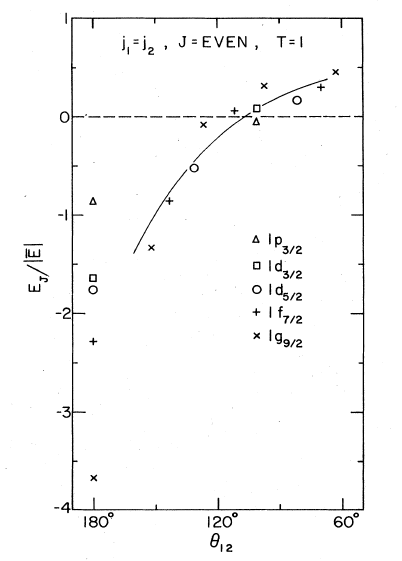 j₁=j₂ , J=EVEN , T=1
1
0
-1
-2
-3
-4
E_J/|E̅|
△ 1p₃/₂
□ 1d₃/₂
○ 1d₅/₂
+ 1f₇/₂
× 1g₉/₂
180° 120° 60°
θ₁₂